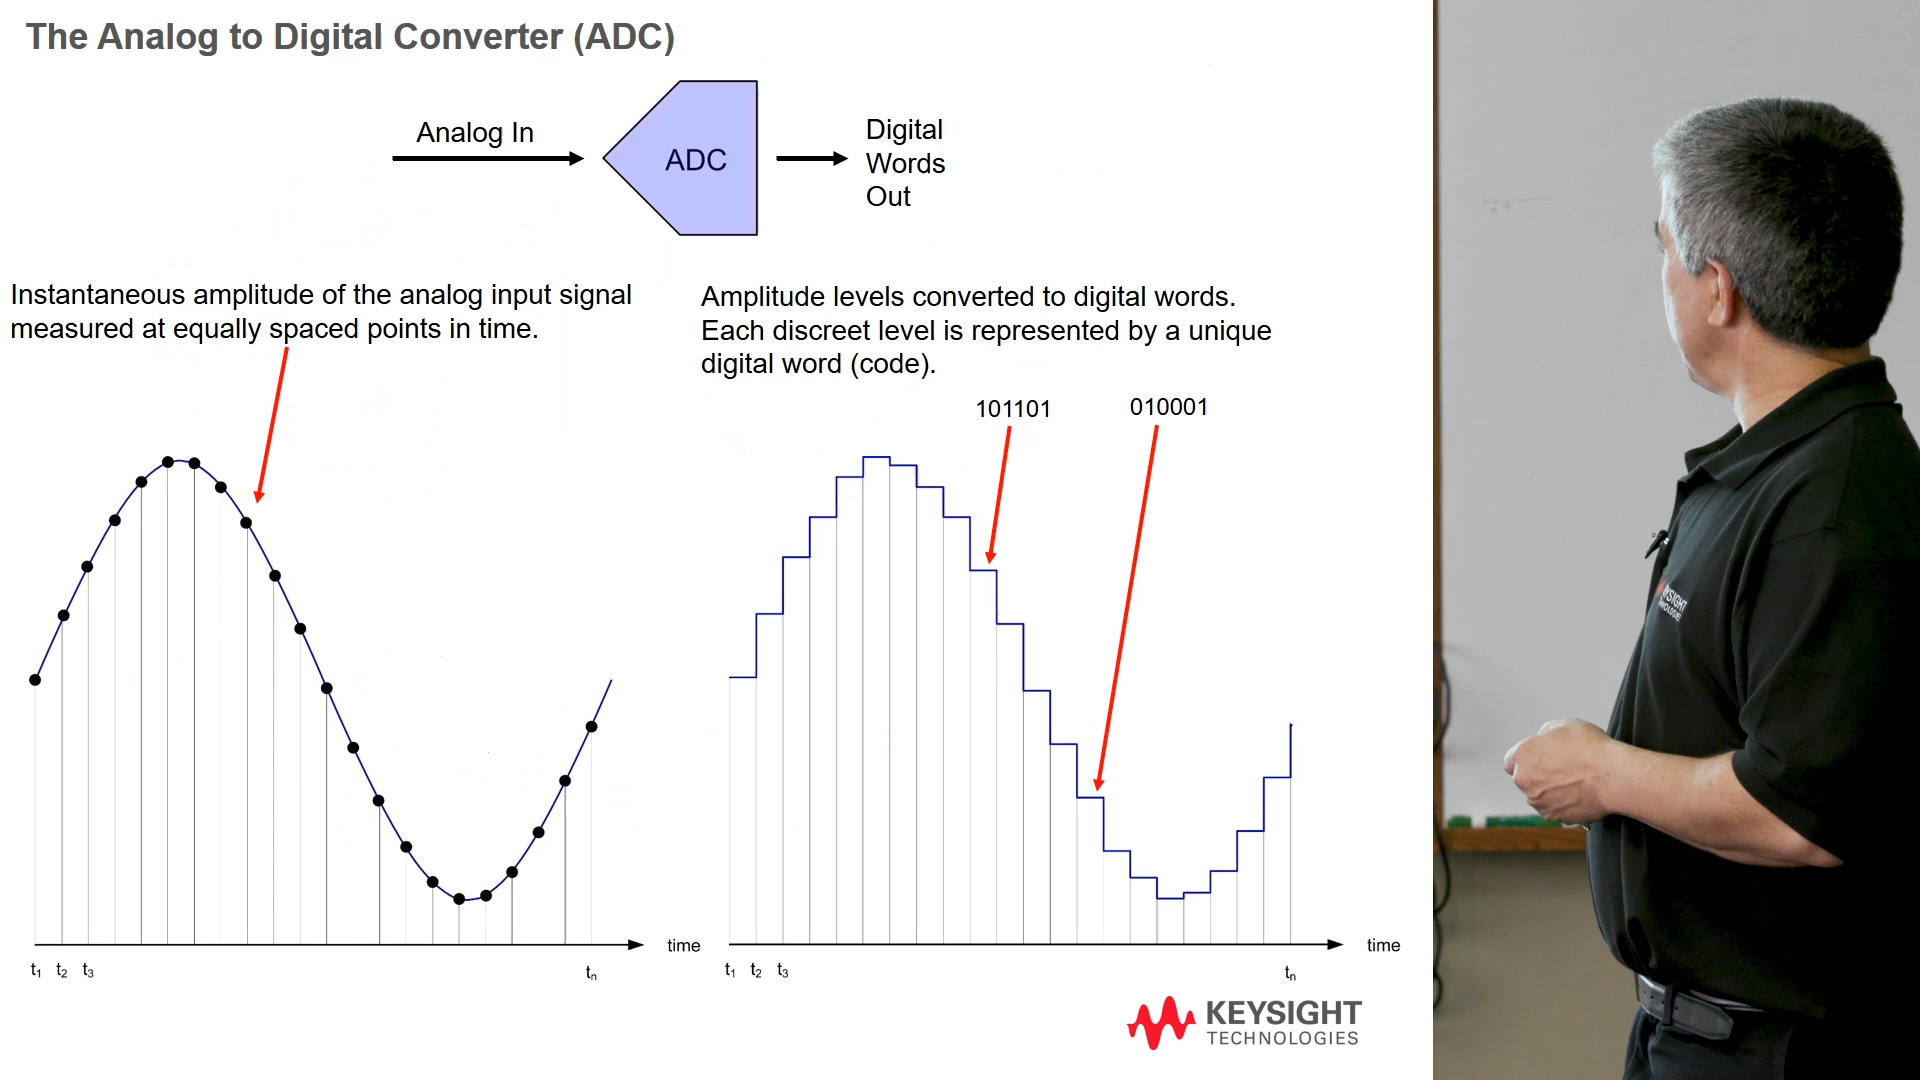 The Analog to Digital Converter (ADC)
Analog In
ADC
Digital
Words
Out
Instantaneous amplitude of the analog input signal
measured at equally spaced points in time.
Amplitude levels converted to digital words.
Each discreet level is represented by a unique
digital word (code).
101101
010001
time
t1 t2 t3 tn
time
t1 t2 t3 tn
KEYSIGHT
TECHNOLOGIES